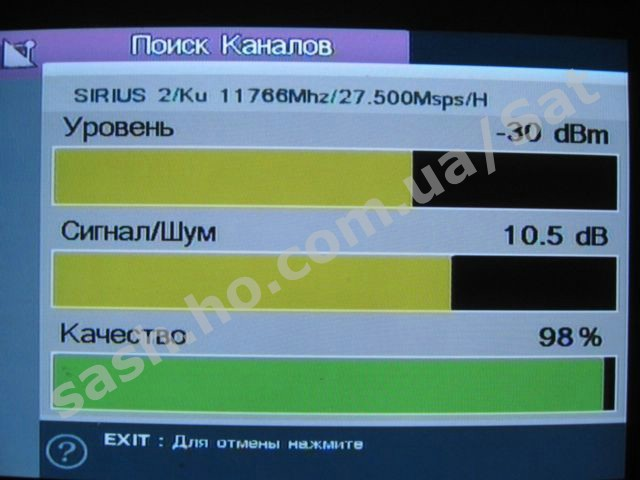 Поиск Каналов
SIRIUS 2/Ku 11766Mhz/27.500Msps/H
Уровень -30 dBm
Сигнал/Шум 10.5 dB
Качество 98%
? EXIT : Для отмены нажмите
sash.ho.com.ua/Sat